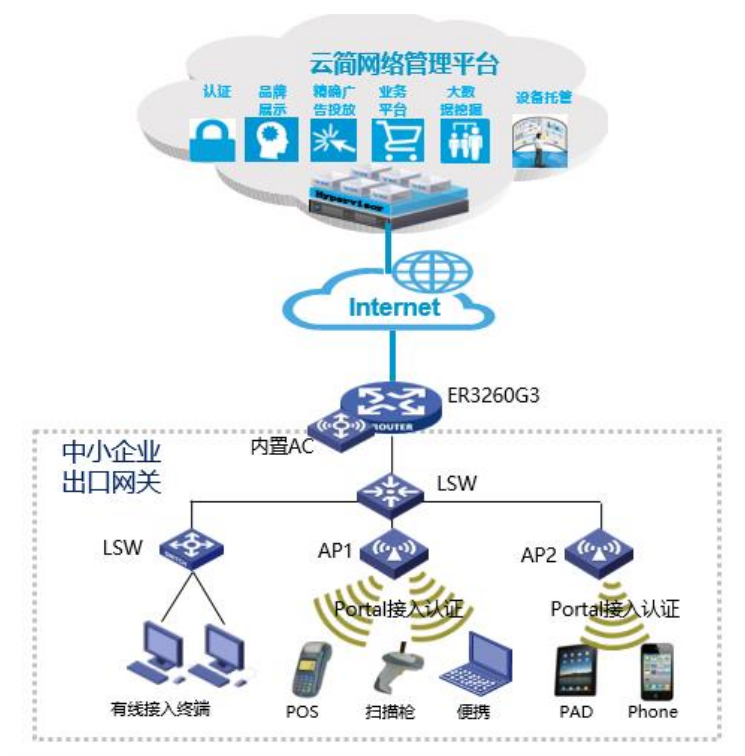 云简网络管理平台
认证
品牌
展示
精确广
告投放
业务
平台
大数
据挖掘
设备托管
Hypervisor
Internet
ER3260G3
ROUTER
内置AC
中小企业
出口网关
LSW
LSW
SWITCH
AP1
AP2
Portal接入认证
Portal接入认证
有线接入终端
POS
扫描枪
便携
PAD
Phone